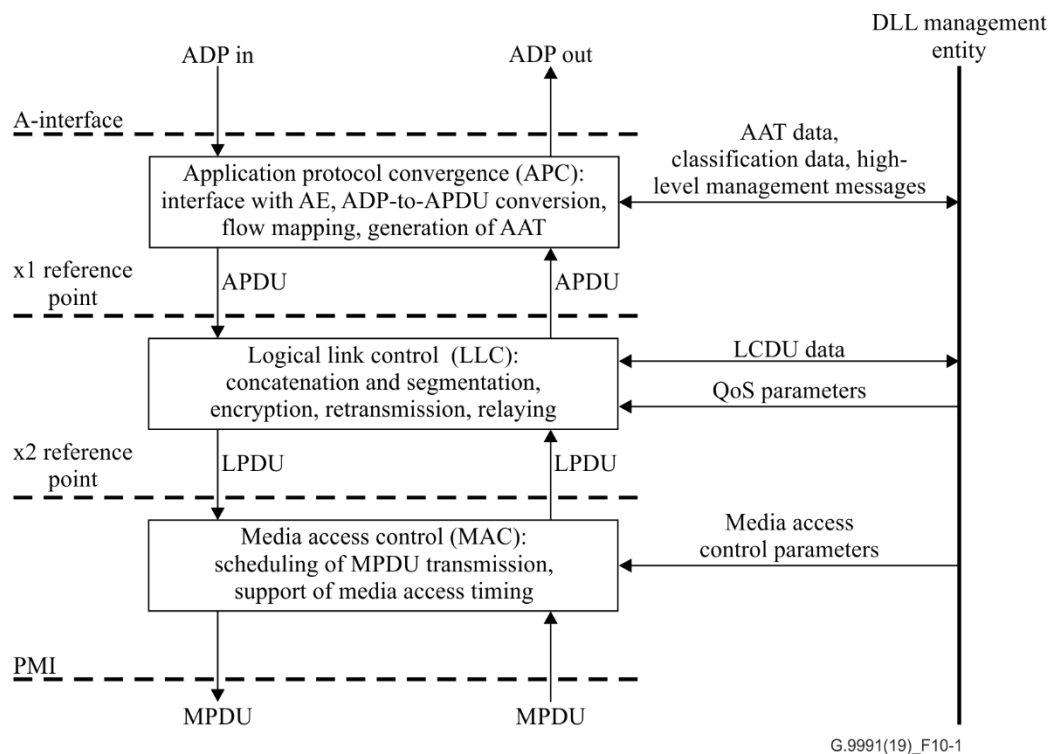 ADP in
ADP out
DLL management
entity
A-interface
AAT data,
classification data, high-
level management messages
Application protocol convergence (APC):
interface with AE, ADP-to-APDU conversion,
flow mapping, generation of AAT
x1 reference
point
APDU
APDU
Logical link control (LLC):
concatenation and segmentation,
encryption, retransmission, relaying
LCDU data
QoS parameters
x2 reference
point
LPDU
LPDU
Media access control (MAC):
scheduling of MPDU transmission,
support of media access timing
Media access
control parameters
PMI
MPDU
MPDU
G.9991(19)_F10-1